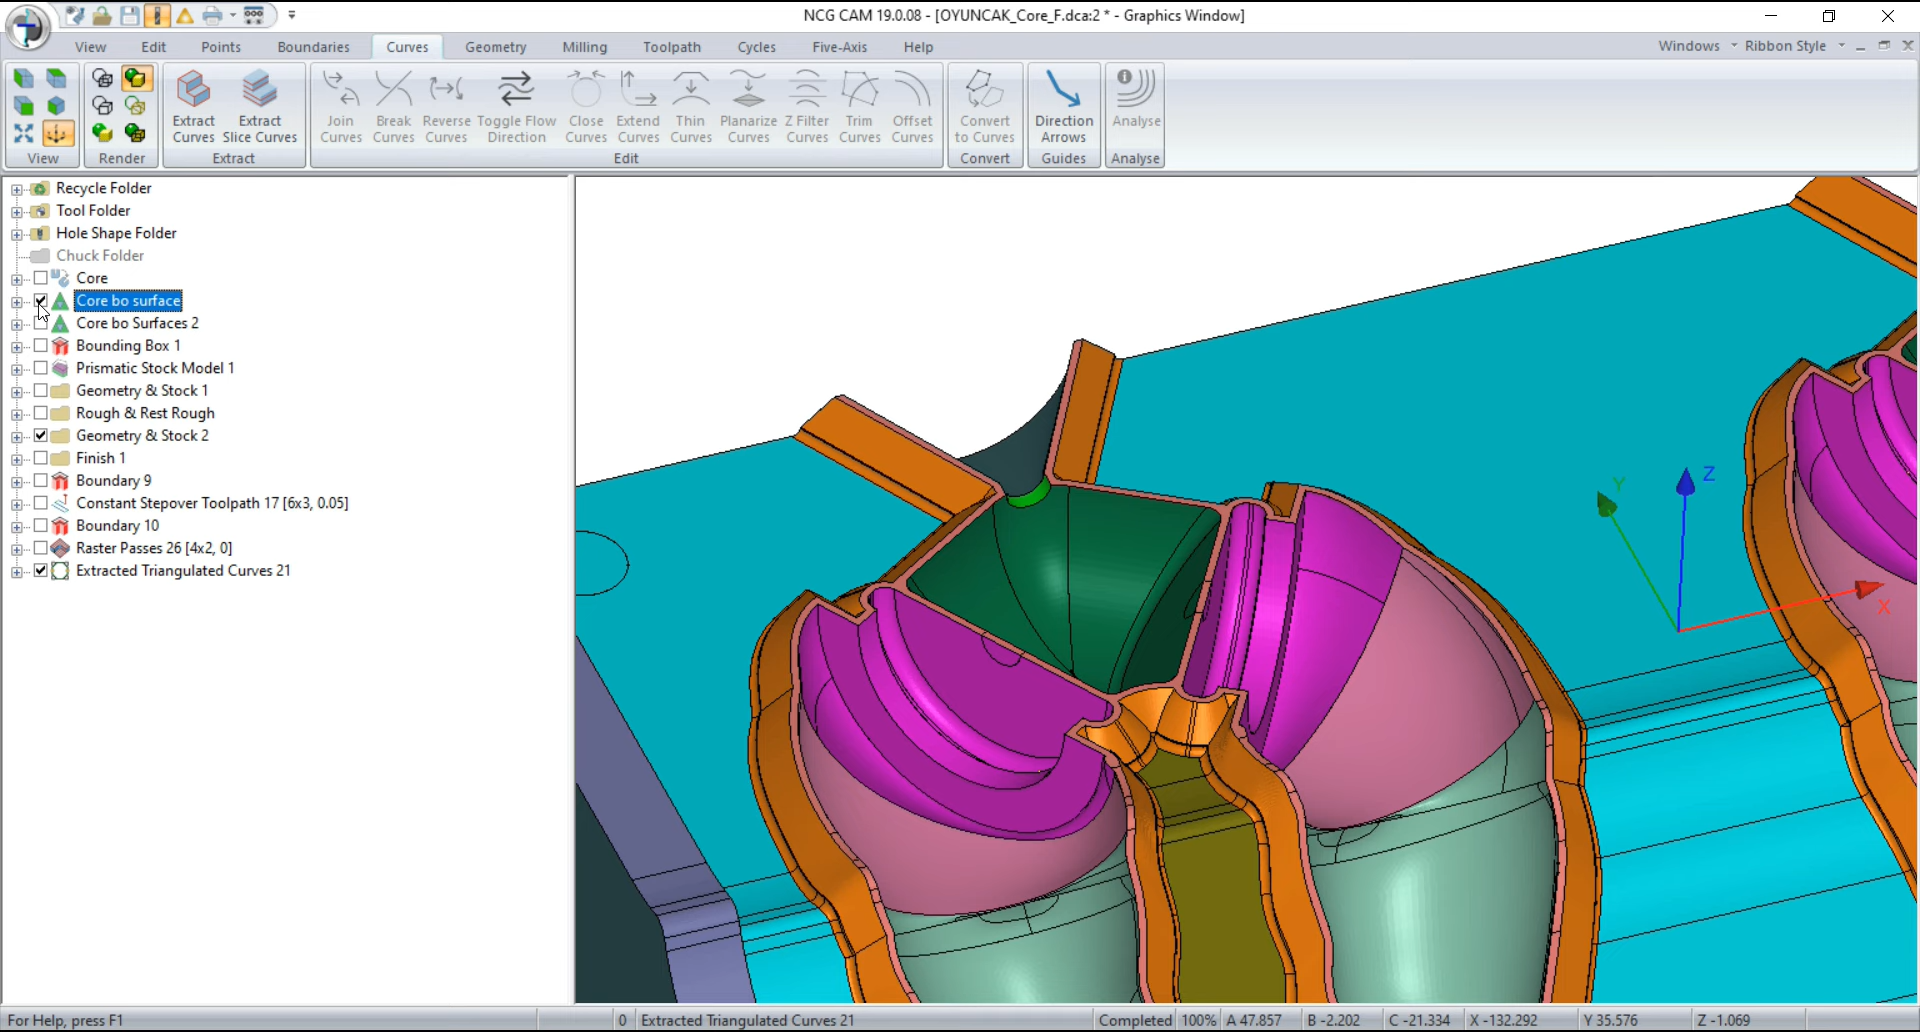 NCG CAM 19.0.08 - [OYUNCAK_Core_F.dca:2 * - Graphics Window]
View Edit Points Boundaries Curves Geometry Milling Toolpath Cycles Five-Axis Help Windows Ribbon Style
Extract Curves
Extract Slice Curves
Join Curves
Break Curves
Reverse Curves
Toggle Flow Direction
Close Curves
Extend Curves
Thin Curves
Planarize Curves
Z Filter Curves
Trim Curves
Offset Curves
Convert to Curves
Direction Arrows
Analyse
View Render Extract Edit Convert Guides Analyse
Recycle Folder
Tool Folder
Hole Shape Folder
Chuck Folder
Core
Core bo surface
Core bo Surfaces 2
Bounding Box 1
Prismatic Stock Model 1
Geometry & Stock 1
Rough & Rest Rough
Geometry & Stock 2
Finish 1
Boundary 9
Constant Stepover Toolpath 17 [6x3, 0.05]
Boundary 10
Raster Passes 26 [4x2, 0]
Extracted Triangulated Curves 21
Z
Y
X
For Help, press F1 0 Extracted Triangulated Curves 21 Completed 100% A 47.857 B -2.202 C -21.334 X -132.292 Y 35.576 Z -1.069